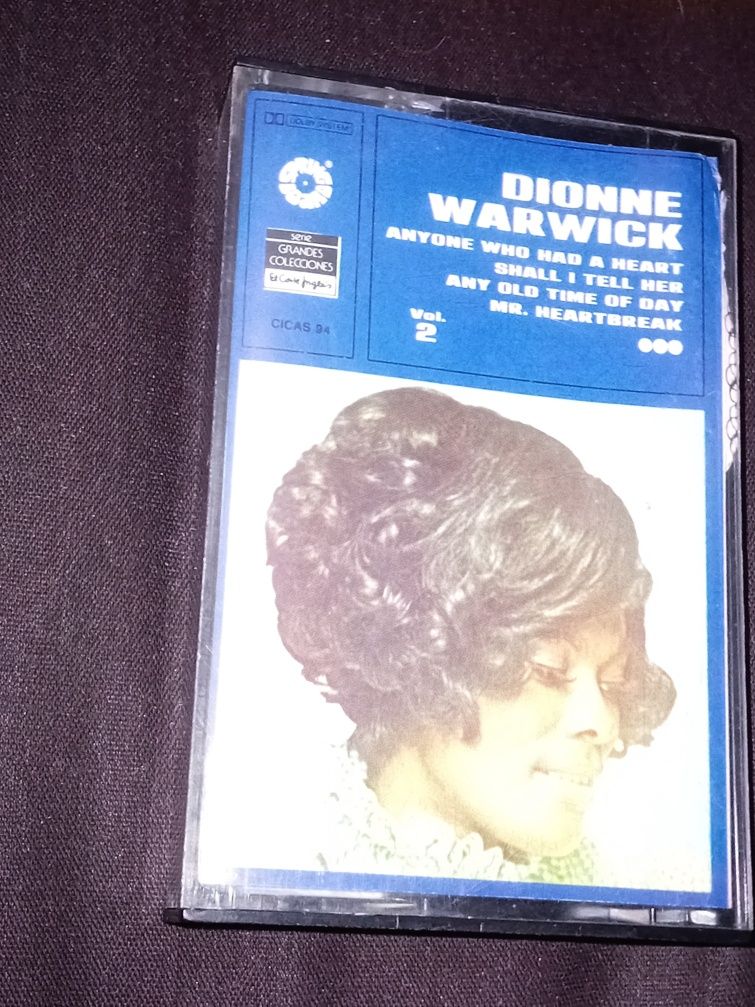 DOLBY SYSTEM
serie
GRANDES
COLECCIONES
El Corte Inglés
CICAS 94
DIONNE
WARWICK
ANYONE WHO HAD A HEART
SHALL I TELL HER
ANY OLD TIME OF DAY
MR. HEARTBREAK
Vol.
2